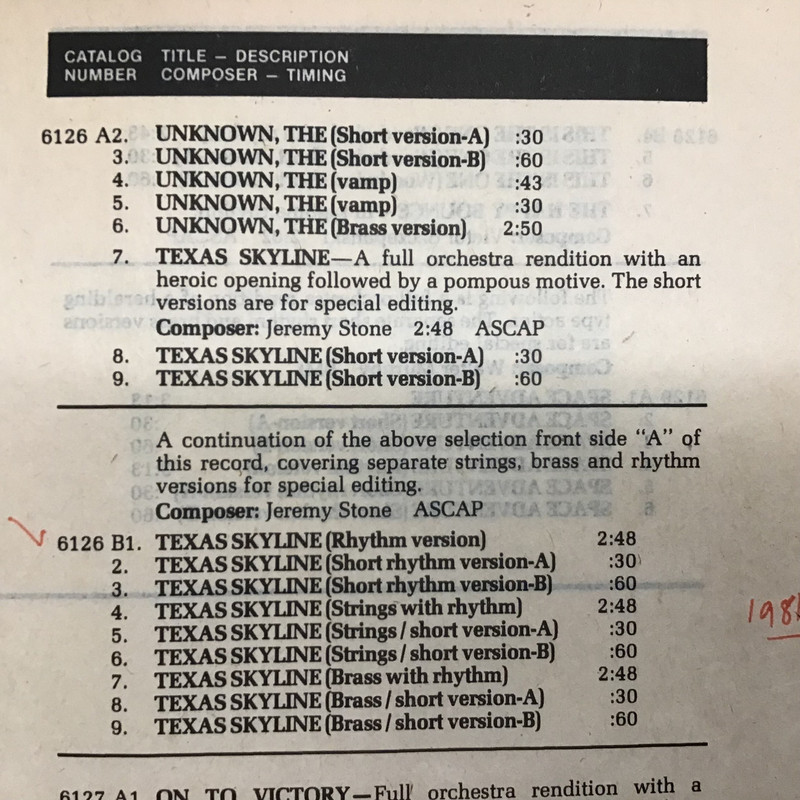 CATALOG TITLE – DESCRIPTION
NUMBER COMPOSER – TIMING
6126 A2. UNKNOWN, THE (Short version-A) :30
3. UNKNOWN, THE (Short version-B) :60
4. UNKNOWN, THE (vamp) :43
5. UNKNOWN, THE (vamp) :30
6. UNKNOWN, THE (Brass version) 2:50
7. TEXAS SKYLINE—A full orchestra rendition with an
heroic opening followed by a pompous motive. The short
versions are for special editing.
Composer: Jeremy Stone 2:48 ASCAP
8. TEXAS SKYLINE (Short version-A) :30
9. TEXAS SKYLINE (Short version-B) :60
A continuation of the above selection front side “A” of
this record, covering separate strings, brass and rhythm
versions for special editing.
Composer: Jeremy Stone ASCAP
6126 B1. TEXAS SKYLINE (Rhythm version) 2:48
2. TEXAS SKYLINE (Short rhythm version-A) :30
3. TEXAS SKYLINE (Short rhythm version-B) :60
4. TEXAS SKYLINE (Strings with rhythm) 2:48
5. TEXAS SKYLINE (Strings / short version-A) :30
6. TEXAS SKYLINE (Strings / short version-B) :60
7. TEXAS SKYLINE (Brass with rhythm) 2:48
8. TEXAS SKYLINE (Brass / short version-A) :30
9. TEXAS SKYLINE (Brass / short version-B) :60
6127 A1 ON TO VICTORY—Full orchestra rendition with a